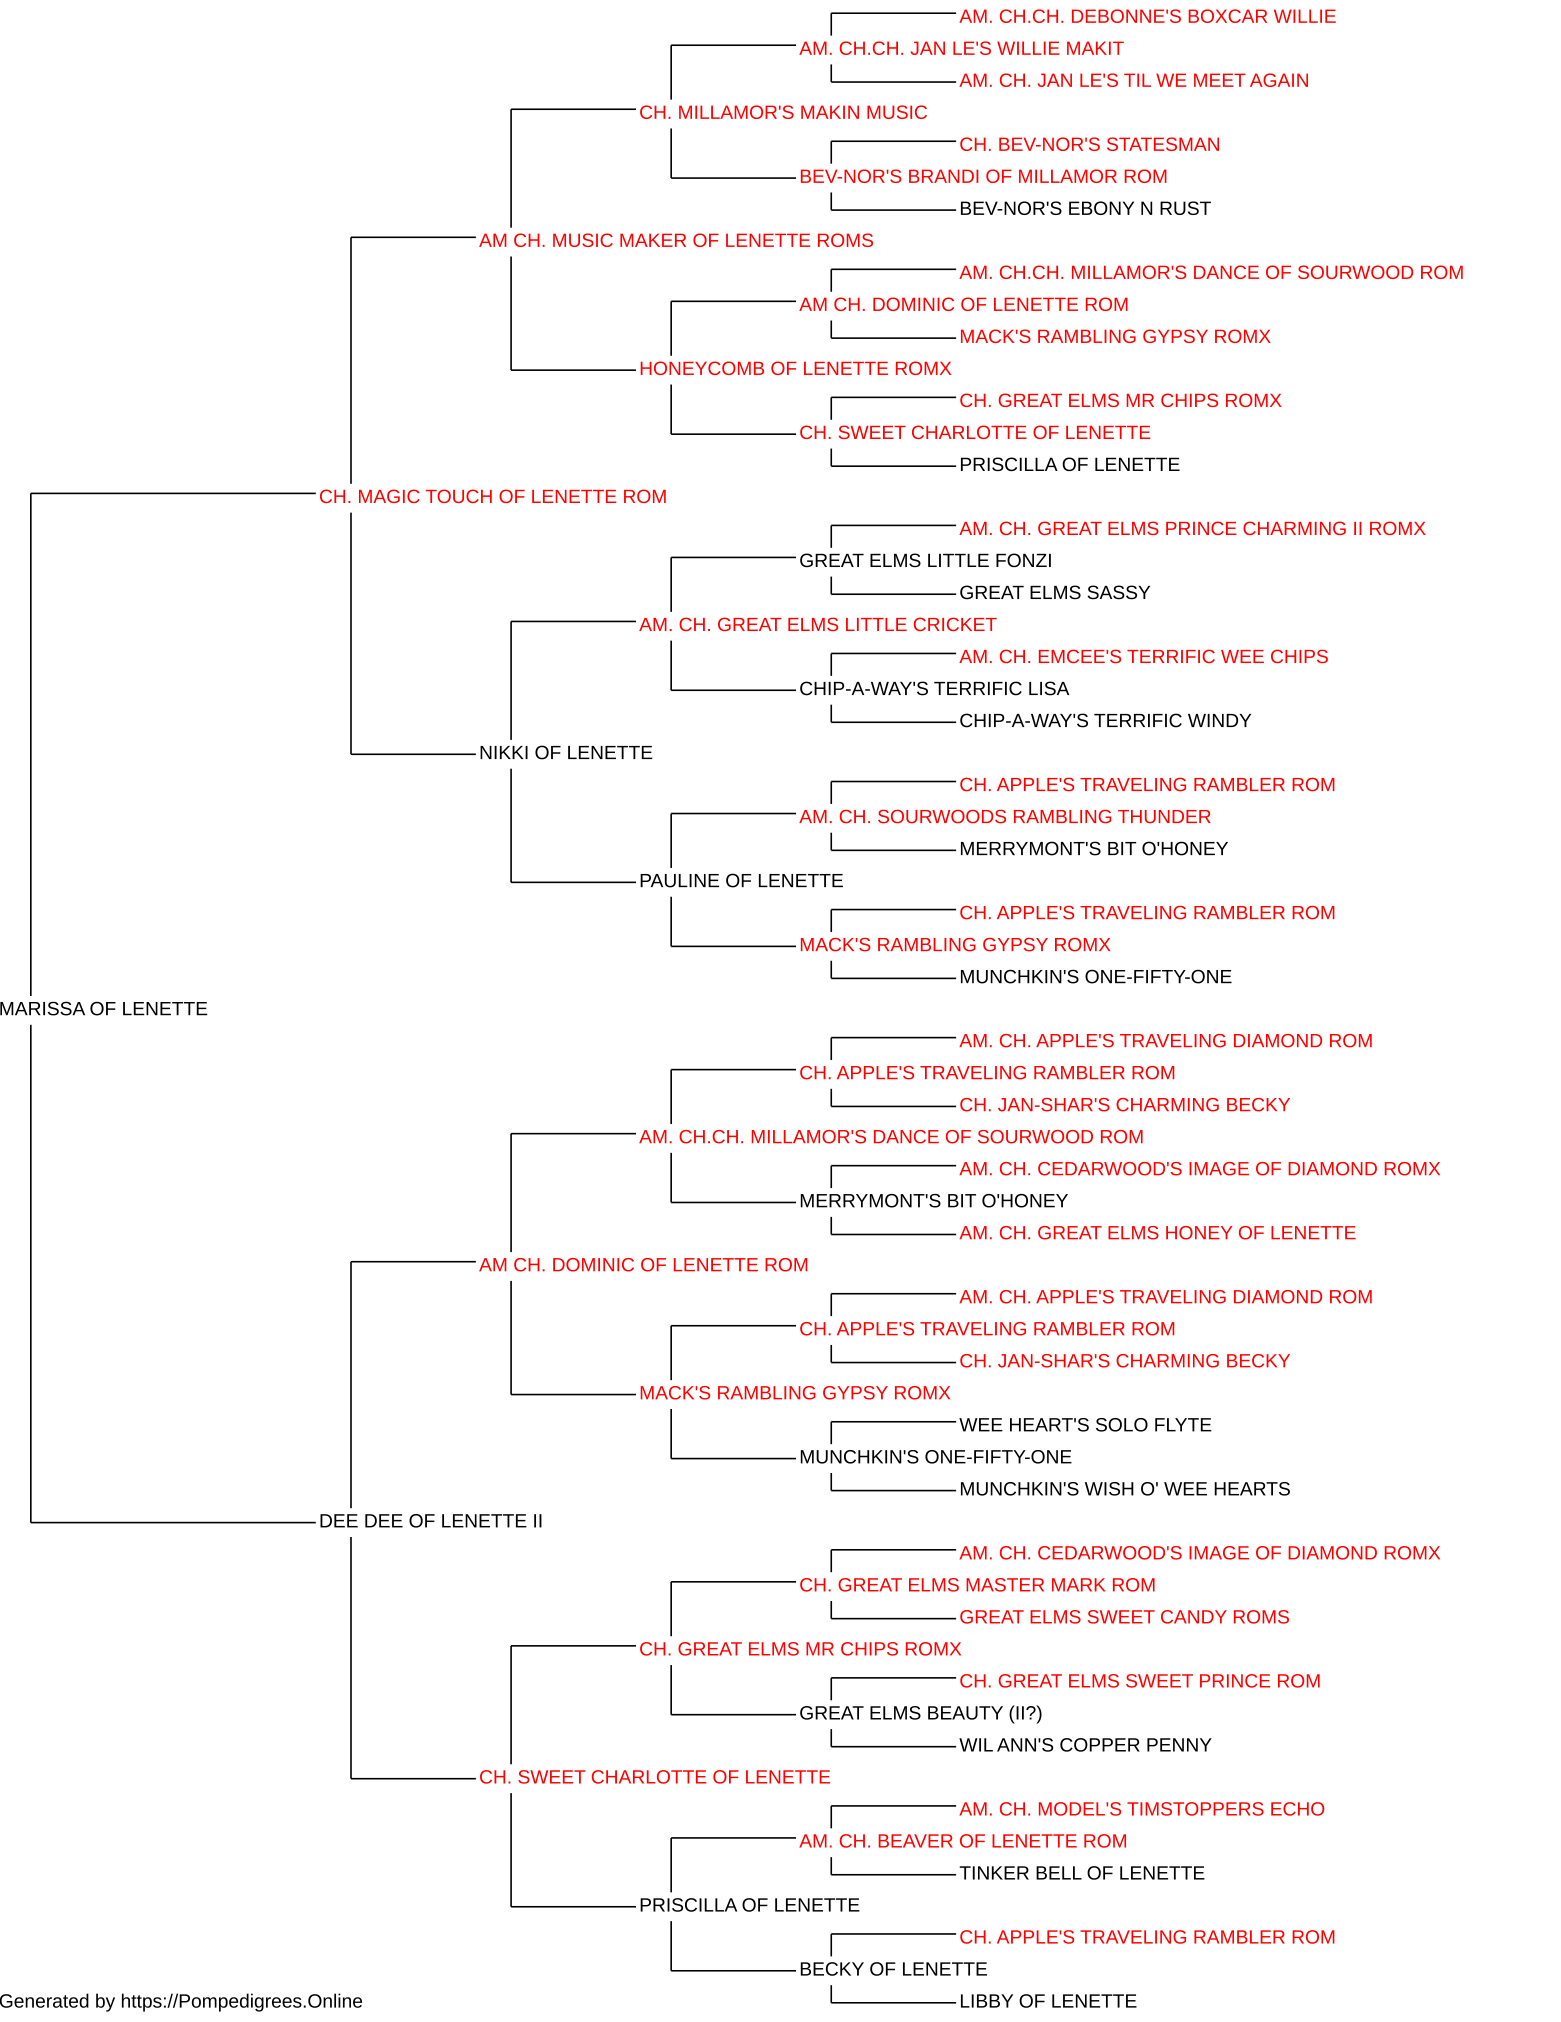 AM. CH.CH. DEBONNE'S BOXCAR WILLIE
AM. CH.CH. JAN LE'S WILLIE MAKIT
AM. CH. JAN LE'S TIL WE MEET AGAIN
CH. MILLAMOR'S MAKIN MUSIC
CH. BEV-NOR'S STATESMAN
BEV-NOR'S BRANDI OF MILLAMOR ROM
BEV-NOR'S EBONY N RUST
AM CH. MUSIC MAKER OF LENETTE ROMS
AM. CH.CH. MILLAMOR'S DANCE OF SOURWOOD ROM
AM CH. DOMINIC OF LENETTE ROM
MACK'S RAMBLING GYPSY ROMX
HONEYCOMB OF LENETTE ROMX
CH. GREAT ELMS MR CHIPS ROMX
CH. SWEET CHARLOTTE OF LENETTE
PRISCILLA OF LENETTE
CH. MAGIC TOUCH OF LENETTE ROM
AM. CH. GREAT ELMS PRINCE CHARMING II ROMX
GREAT ELMS LITTLE FONZI
GREAT ELMS SASSY
AM. CH. GREAT ELMS LITTLE CRICKET
AM. CH. EMCEE'S TERRIFIC WEE CHIPS
CHIP-A-WAY'S TERRIFIC LISA
CHIP-A-WAY'S TERRIFIC WINDY
NIKKI OF LENETTE
CH. APPLE'S TRAVELING RAMBLER ROM
AM. CH. SOURWOODS RAMBLING THUNDER
MERRYMONT'S BIT O'HONEY
PAULINE OF LENETTE
CH. APPLE'S TRAVELING RAMBLER ROM
MACK'S RAMBLING GYPSY ROMX
MUNCHKIN'S ONE-FIFTY-ONE
MARISSA OF LENETTE
AM. CH. APPLE'S TRAVELING DIAMOND ROM
CH. APPLE'S TRAVELING RAMBLER ROM
CH. JAN-SHAR'S CHARMING BECKY
AM. CH.CH. MILLAMOR'S DANCE OF SOURWOOD ROM
AM. CH. CEDARWOOD'S IMAGE OF DIAMOND ROMX
MERRYMONT'S BIT O'HONEY
AM. CH. GREAT ELMS HONEY OF LENETTE
AM CH. DOMINIC OF LENETTE ROM
AM. CH. APPLE'S TRAVELING DIAMOND ROM
CH. APPLE'S TRAVELING RAMBLER ROM
CH. JAN-SHAR'S CHARMING BECKY
MACK'S RAMBLING GYPSY ROMX
WEE HEART'S SOLO FLYTE
MUNCHKIN'S ONE-FIFTY-ONE
MUNCHKIN'S WISH O' WEE HEARTS
DEE DEE OF LENETTE II
AM. CH. CEDARWOOD'S IMAGE OF DIAMOND ROMX
CH. GREAT ELMS MASTER MARK ROM
GREAT ELMS SWEET CANDY ROMS
CH. GREAT ELMS MR CHIPS ROMX
CH. GREAT ELMS SWEET PRINCE ROM
GREAT ELMS BEAUTY (II?)
WIL ANN'S COPPER PENNY
CH. SWEET CHARLOTTE OF LENETTE
AM. CH. MODEL'S TIMSTOPPERS ECHO
AM. CH. BEAVER OF LENETTE ROM
TINKER BELL OF LENETTE
PRISCILLA OF LENETTE
CH. APPLE'S TRAVELING RAMBLER ROM
BECKY OF LENETTE
LIBBY OF LENETTE
Generated by https://Pompedigrees.Online